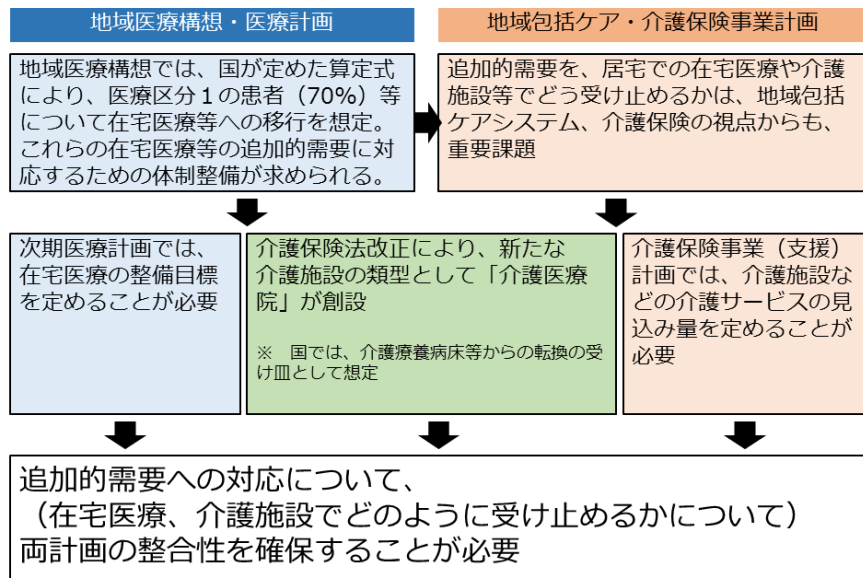 地域医療構想・医療計画
地域包括ケア・介護保険事業計画
地域医療構想では、国が定めた算定式
により、医療区分１の患者（70%）等
について在宅医療等への移行を想定。
これらの在宅医療等の追加的需要に対
応するための体制整備が求められる。
追加的需要を、居宅での在宅医療や介護
施設等でどう受け止めるかは、地域包括
ケアシステム、介護保険の視点からも、
重要課題
次期医療計画では、
在宅医療の整備目標
を定めることが必要
介護保険法改正により、新たな
介護施設の類型として「介護医療
院」が創設
※　国では、介護療養病床等からの転換の受
け皿として想定
介護保険事業（支援）
計画では、介護施設な
どの介護サービスの見
込み量を定めることが
必要
追加的需要への対応について、
（在宅医療、介護施設でどのように受け止めるかについて）
両計画の整合性を確保することが必要